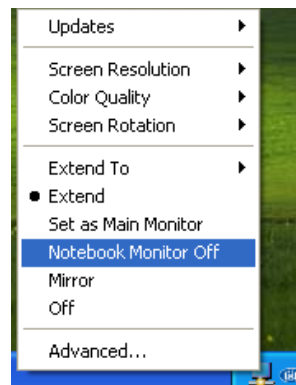 Updates
Screen Resolution
Color Quality
Screen Rotation
Extend To
Extend
Set as Main Monitor
Notebook Monitor Off
Mirror
Off
Advanced...